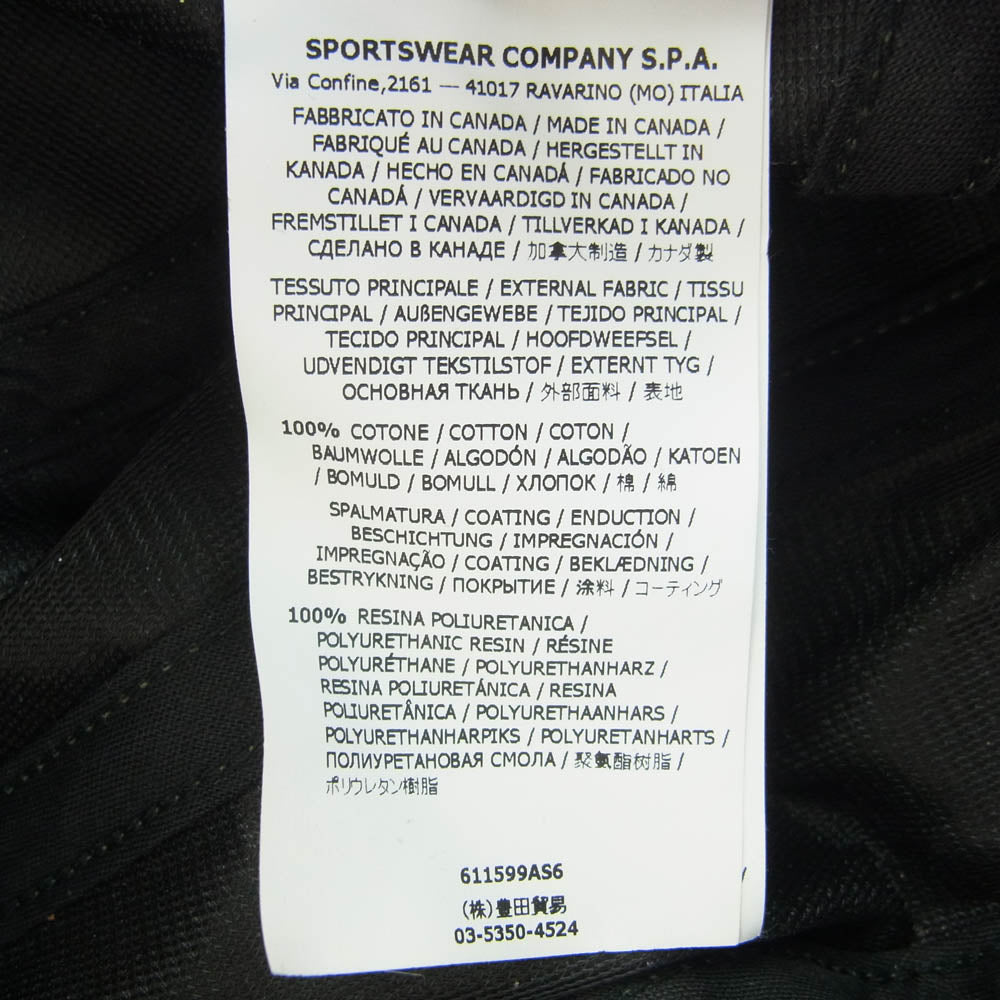 SPORTSWEAR COMPANY S.P.A.
Via Confine,2161 — 41017 RAVARINO (MO) ITALIA
FABBRICATO IN CANADA / MADE IN CANADA /
FABRIQUÉ AU CANADA / HERGESTELLT IN
KANADA / HECHO EN CANADÁ / FABRICADO NO
CANADÁ / VERVAARDIGD IN CANADA /
FREMSTILLET I CANADA / TILLVERKAD I KANADA /
СДЕЛАНО В КАНАДЕ / 加拿大制造 / カナダ製
TESSUTO PRINCIPALE / EXTERNAL FABRIC / TISSU
PRINCIPAL / AUßENGEWEBE / TEJIDO PRINCIPAL /
TECIDO PRINCIPAL / HOOFDWEEFSEL /
UDVENDIGT TEKSTILSTOF / EXTERNT TYG /
ОСНОВНАЯ ТКАНЬ / 外部面料 / 表地
100% COTONE / COTTON / COTON /
BAUMWOLLE / ALGODÓN / ALGODÃO / KATOEN
/ BOMULD / BOMULL / ХЛОПОК / 棉 / 綿
SPALMATURA / COATING / ENDUCTION /
BESCHICHTUNG / IMPREGNACIÓN /
IMPREGNAÇÃO / COATING / BEKLÆDNING /
BESTRYKNING / ПОКРЫТИЕ / 涂料 / コーティング
100% RESINA POLIURETANICA /
POLYURETHANIC RESIN / RÉSINE
POLYURÉTHANE / POLYURETHANHARZ /
RESINA POLIURETÁNICA / RESINA
POLIURETÂNICA / POLYURETHAANHARS /
POLYURETHANHARPIKS / POLYURETANHARTS /
ПОЛИУРЕТАНОВАЯ СМОЛА / 聚氨酯树脂 /
ポリウレタン樹脂
611599AS6
(株)豊田貿易
03-5350-4524